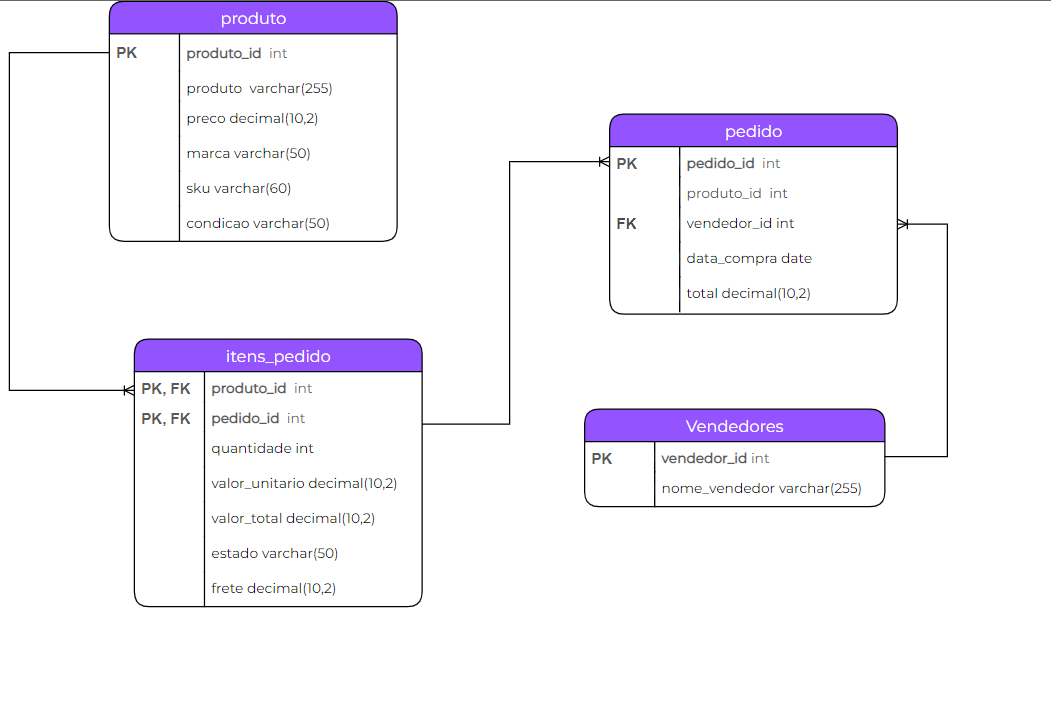 produto
PK produto_id int
produto varchar(255)
preco decimal(10,2)
marca varchar(50)
sku varchar(60)
condicao varchar(50)
pedido
PK pedido_id int
produto_id int
FK vendedor_id int
data_compra date
total decimal(10,2)
itens_pedido
PK, FK produto_id int
PK, FK pedido_id int
quantidade int
valor_unitario decimal(10,2)
valor_total decimal(10,2)
estado varchar(50)
frete decimal(10,2)
Vendedores
PK vendedor_id int
nome_vendedor varchar(255)